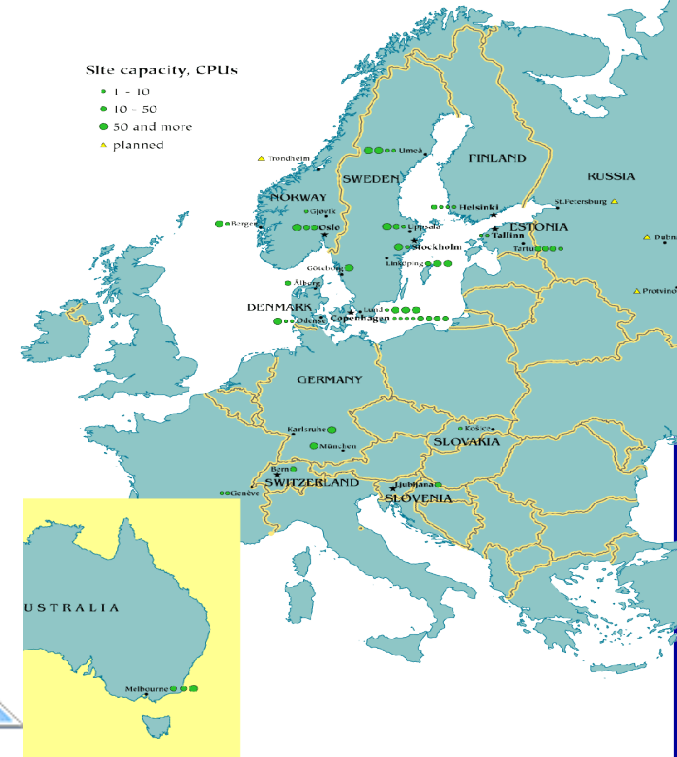 Site capacity, CPUs
1 - 10
10 - 50
50 and more
planned
Trondheim
Umeå
FINLAND
RUSSIA
SWEDEN
NORWAY
Gjøvik
Helsinki
St.Petersburg
Bergen
Oslo
Uppsala
ESTONIA
Tallinn
Stockholm
Tartu
Dubn
Göteborg
Linköping
Ålborg
Protvino
DENMARK
Lund
Odense
Copenhagen
GERMANY
Karlsruhe
Košice
München
SLOVAKIA
Bern
SWITZERLAND
Ljubljana
Genève
SLOVENIA
USTRALIA
Melbourne